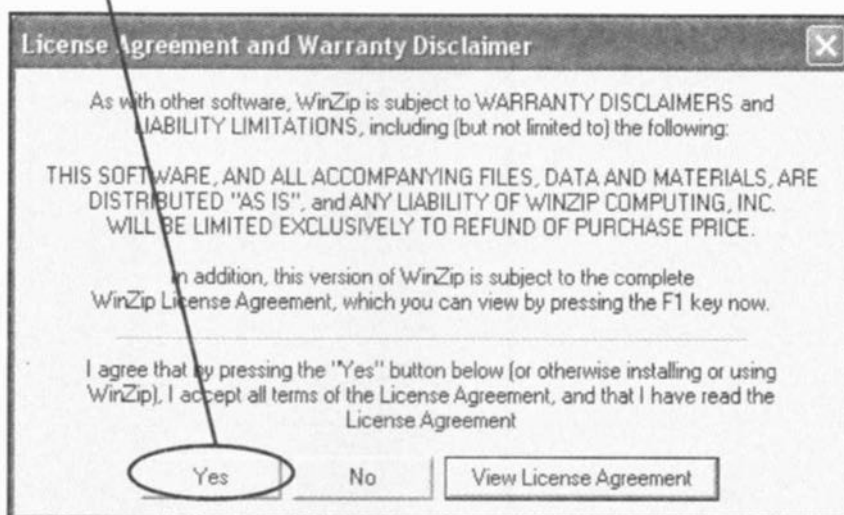 License Agreement and Warranty Disclaimer
As with other software, WinZip is subject to WARRANTY DISCLAIMERS and
LIABILITY LIMITATIONS, including (but not limited to) the following:
THIS SOFTWARE, AND ALL ACCOMPANYING FILES, DATA AND MATERIALS, ARE
DISTRIBUTED "AS IS", and ANY LIABILITY OF WINZIP COMPUTING, INC.
WILL BE LIMITED EXCLUSIVELY TO REFUND OF PURCHASE PRICE.
In addition, this version of WinZip is subject to the complete
WinZip License Agreement, which you can view by pressing the F1 key now.
I agree that by pressing the "Yes" button below (or otherwise installing or using
WinZip), I accept all terms of the License Agreement, and that I have read the
License Agreement
Yes No View License Agreement